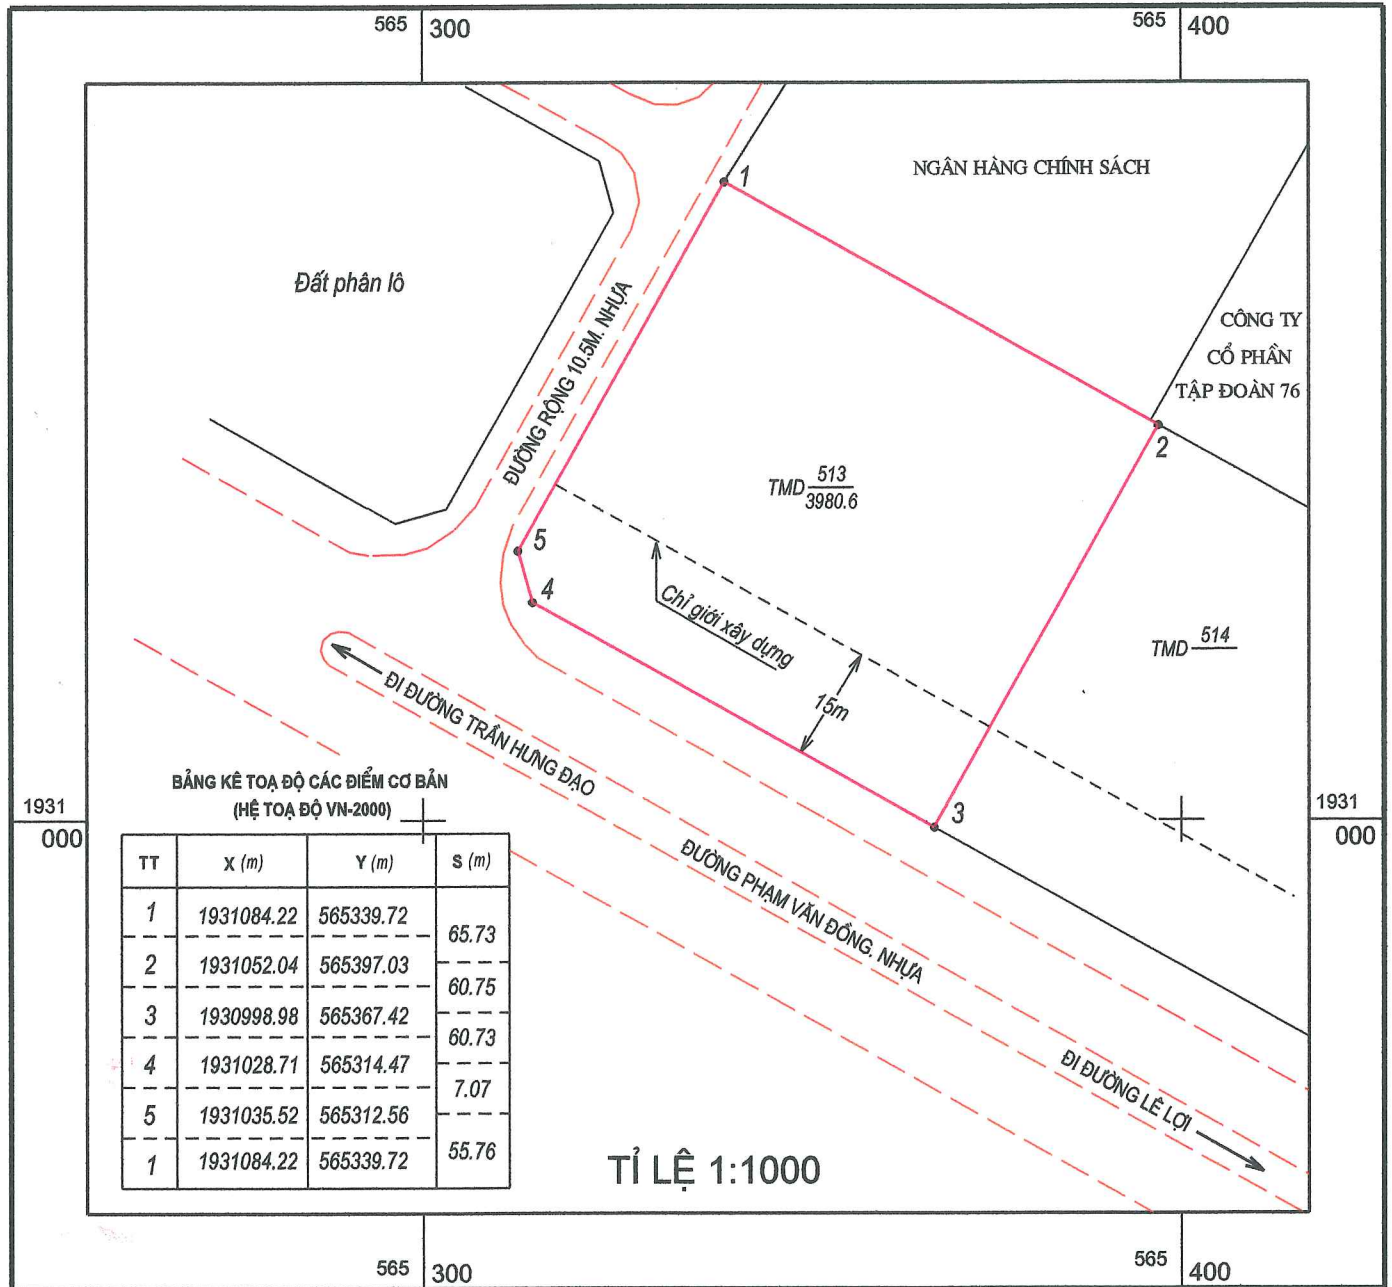 565 300
565 400
NGÂN HÀNG CHÍNH SÁCH
1
Đất phân lô
ĐƯỜNG RỘNG 10.5M. NHỰA
CÔNG TY
CỔ PHẦN
TẬP ĐOÀN 76
2
TMD 513
3980.6
5
4
Chỉ giới xây dựng
TMD 514
15m
ĐI ĐƯỜNG TRẦN HƯNG ĐẠO
1931
000
1931
000
3
ĐƯỜNG PHẠM VĂN ĐỒNG. NHỰA
ĐI ĐƯỜNG LÊ LỢI
BẢNG KÊ TOẠ ĐỘ CÁC ĐIỂM CƠ BẢN
(HỆ TOẠ ĐỘ VN-2000)
TT X (m) Y (m) S (m)
1 1931084.22 565339.72
65.73
2 1931052.04 565397.03
60.75
3 1930998.98 565367.42
60.73
4 1931028.71 565314.47
7.07
5 1931035.52 565312.56
55.76
1 1931084.22 565339.72
TỈ LỆ 1:1000
565 300
565 400